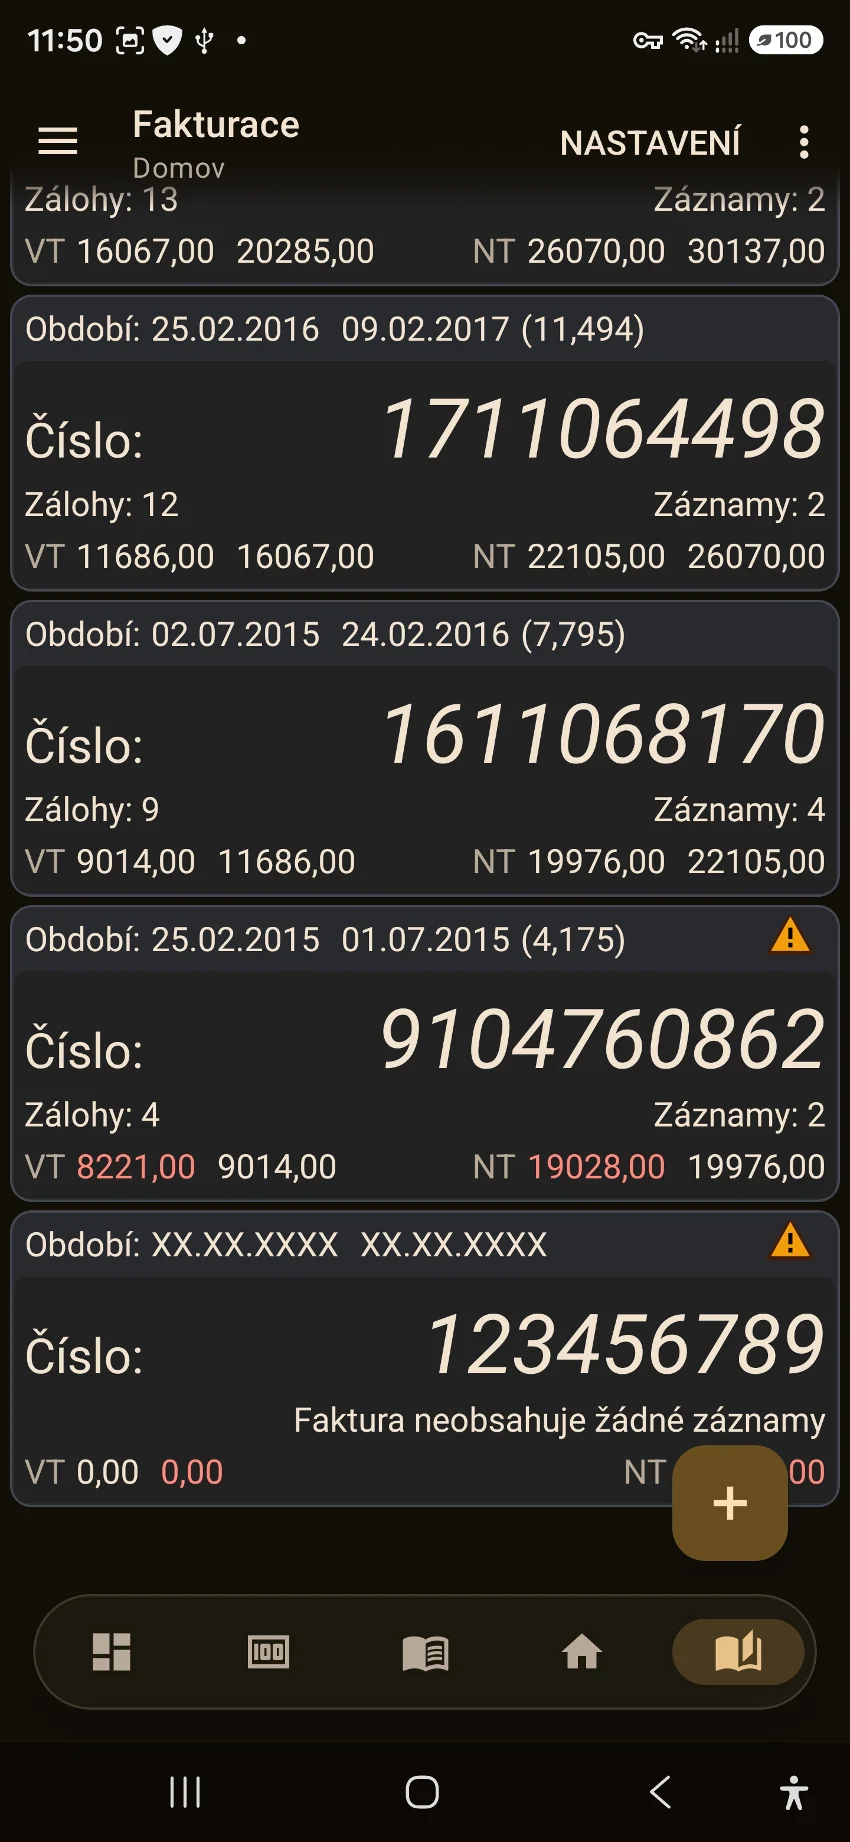 11:50 100
Fakturace
Domov
NASTAVENÍ
Zálohy: 13 Záznamy: 2
VT 16067,00 20285,00 NT 26070,00 30137,00
Období: 25.02.2016 09.02.2017 (11,494)
Číslo: 1711064498
Zálohy: 12 Záznamy: 2
VT 11686,00 16067,00 NT 22105,00 26070,00
Období: 02.07.2015 24.02.2016 (7,795)
Číslo: 1611068170
Zálohy: 9 Záznamy: 4
VT 9014,00 11686,00 NT 19976,00 22105,00
Období: 25.02.2015 01.07.2015 (4,175)
Číslo: 9104760862
Zálohy: 4 Záznamy: 2
VT 8221,00 9014,00 NT 19028,00 19976,00
Období: XX.XX.XXXX XX.XX.XXXX
Číslo: 123456789
Faktura neobsahuje žádné záznamy
VT 0,00 0,00 NT 00